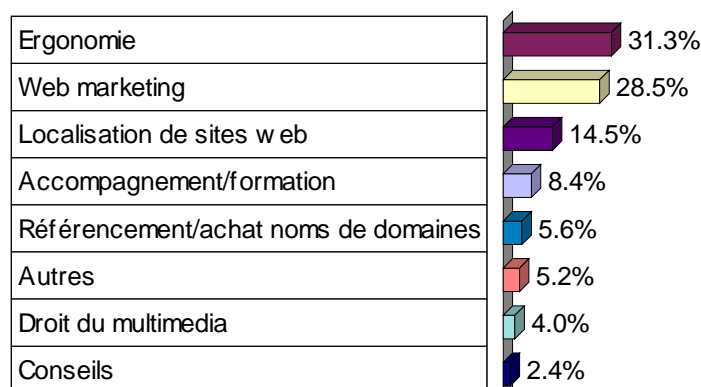 Ergonomie 31.3%
Web marketing 28.5%
Localisation de sites web 14.5%
Accompagnement/formation 8.4%
Référencement/achat noms de domaines 5.6%
Autres 5.2%
Droit du multimedia 4.0%
Conseils 2.4%